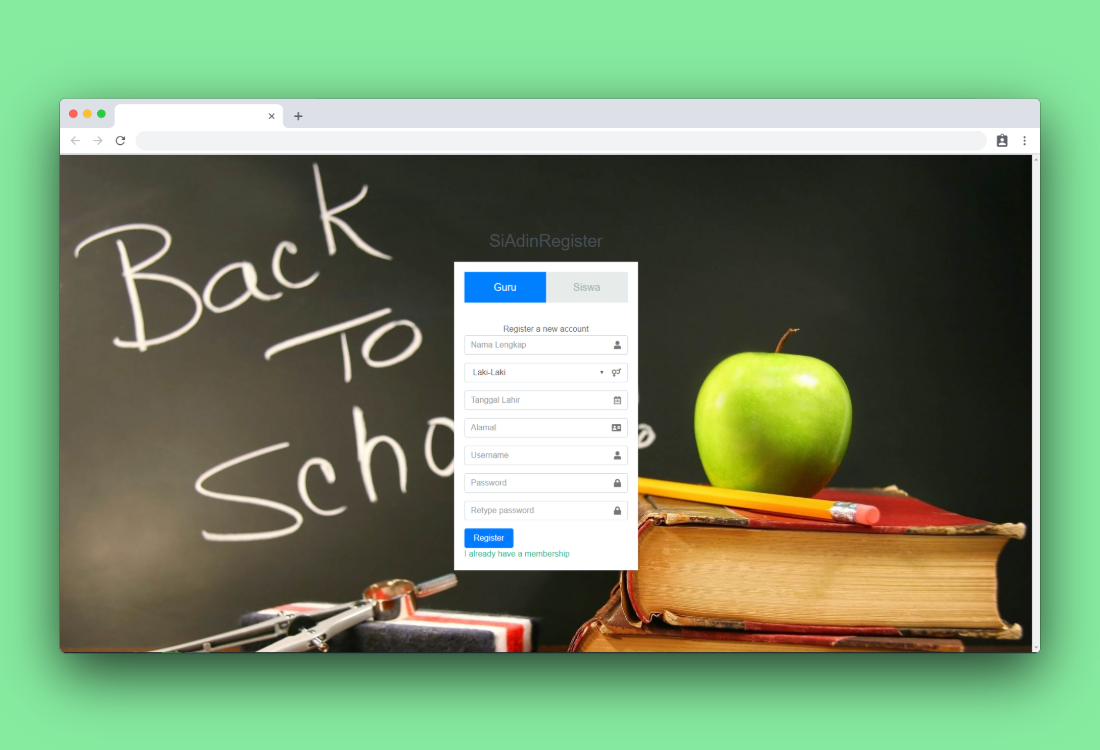 Back
To
Scho
SiAdinRegister
Guru
Siswa
Register a new account
Nama Lengkap
Laki-Laki
Tanggal Lahir
Alamal
Username
Password
Retype password
Register
I already have a membership